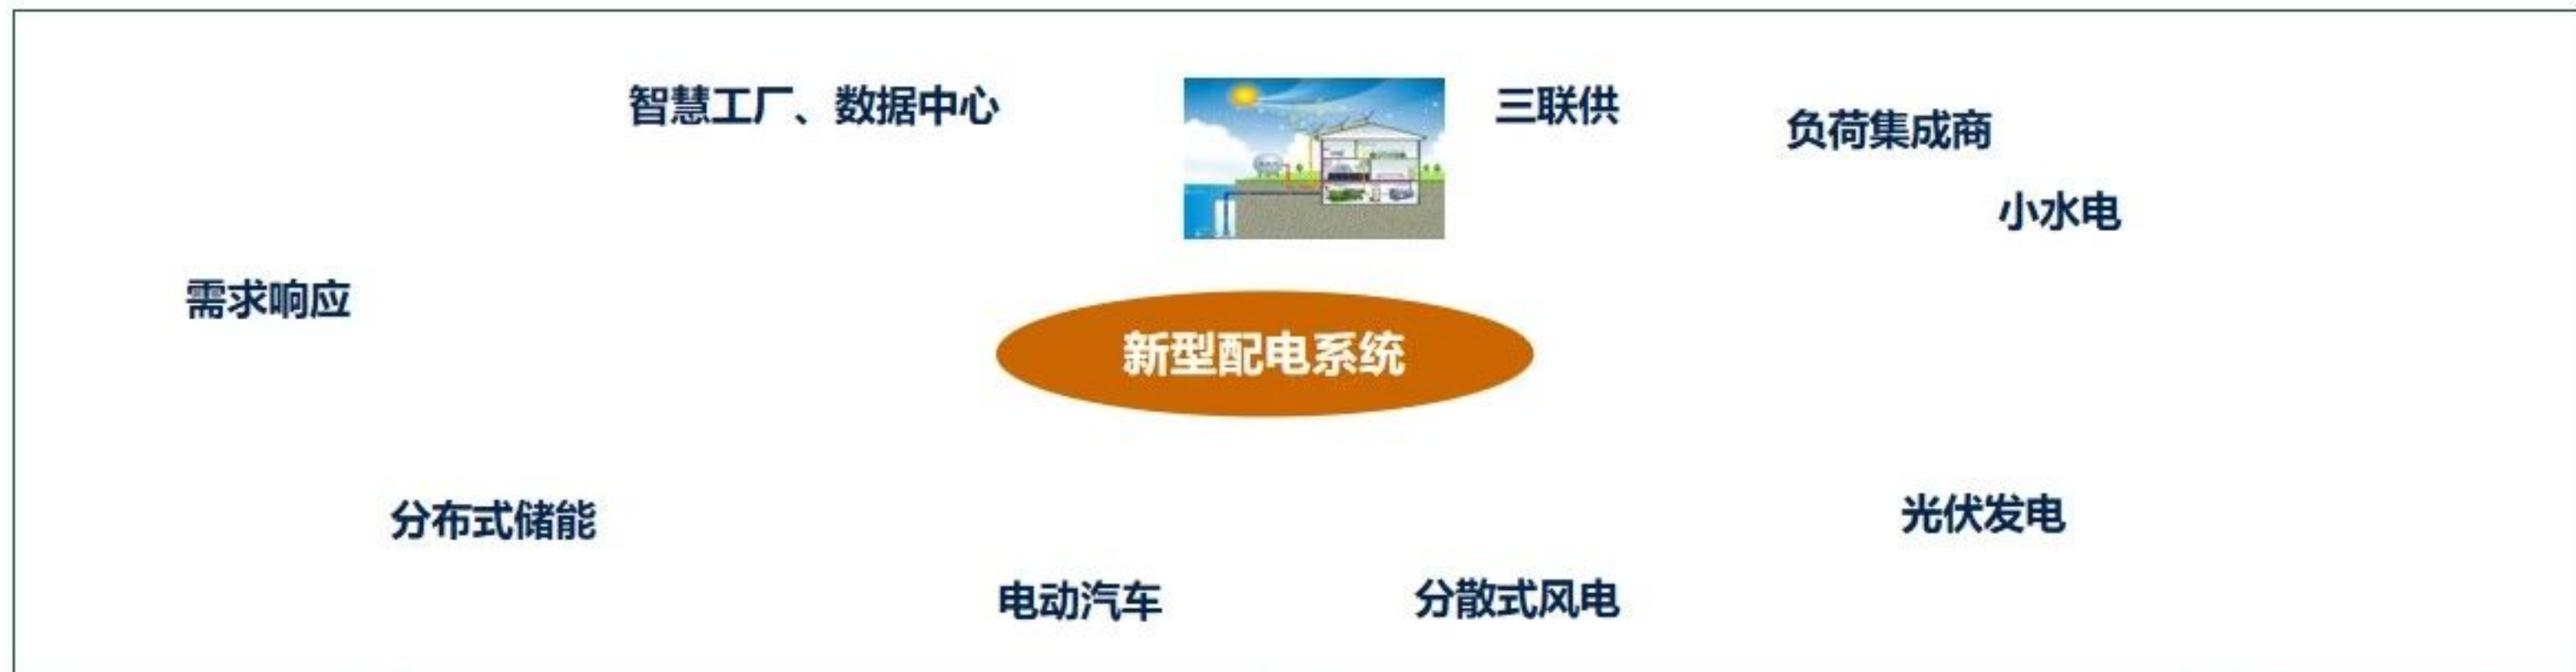 智慧工厂、数据中心
三联供
负荷集成商
小水电
需求响应
新型配电系统
分布式储能
光伏发电
电动汽车
分散式风电